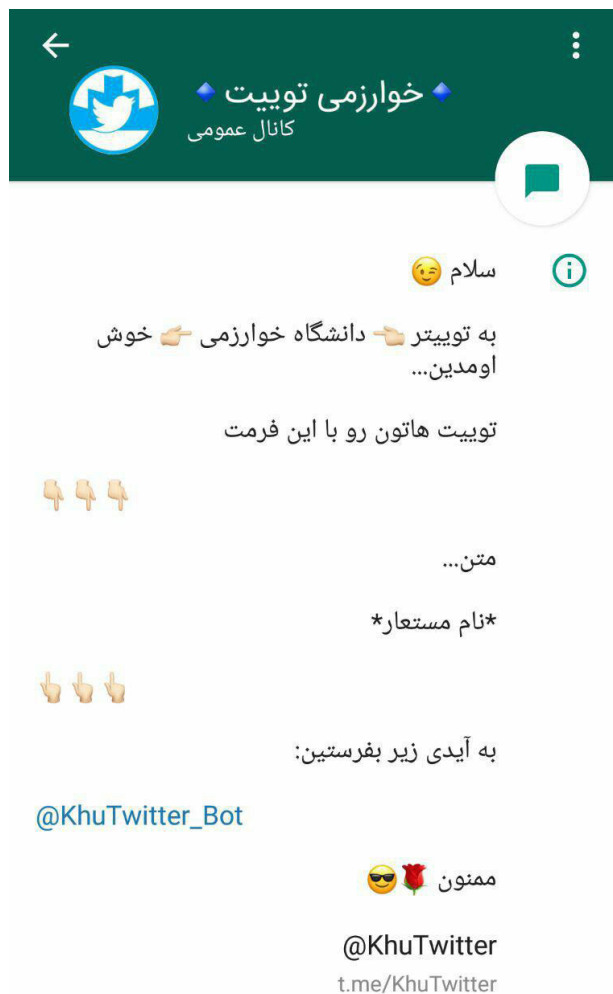 🔹 خوارزمی توییت 🔹
کانال عمومی
سلام 😉
به توییتر 👈🏻 دانشگاه خوارزمی 👉🏻 خوش
اومدین...
توییت هاتون رو با این فرمت
👇🏻👇🏻👇🏻
متن...
*نام مستعار*
👆🏻👆🏻👆🏻
به آیدی زیر بفرستین:
@KhuTwitter_Bot
ممنون 🌹😎
@KhuTwitter
t.me/KhuTwitter